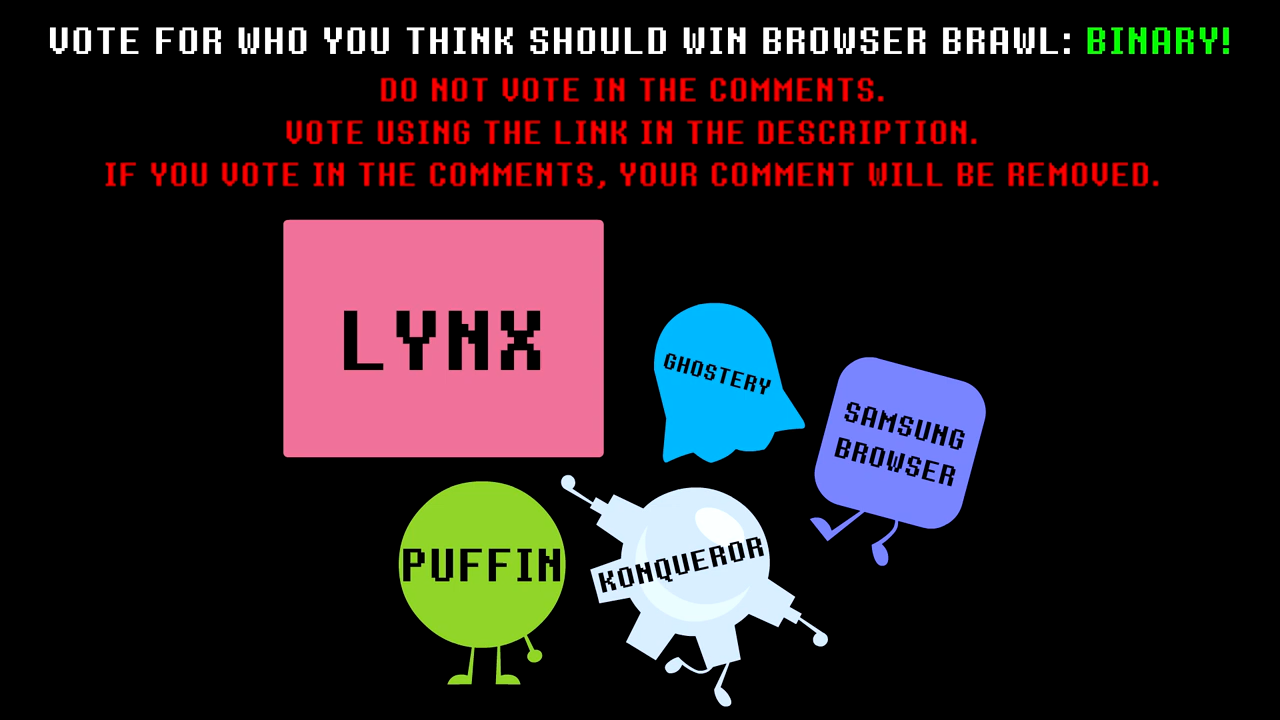 VOTE FOR WHO YOU THINK SHOULD WIN BROWSER BRAWL: BINARY!
DO NOT VOTE IN THE COMMENTS.
VOTE USING THE LINK IN THE DESCRIPTION.
IF YOU VOTE IN THE COMMENTS, YOUR COMMENT WILL BE REMOVED.
LYNX
GHOSTERY
SAMSUNG
BROWSER
PUFFIN
KONQUEROR